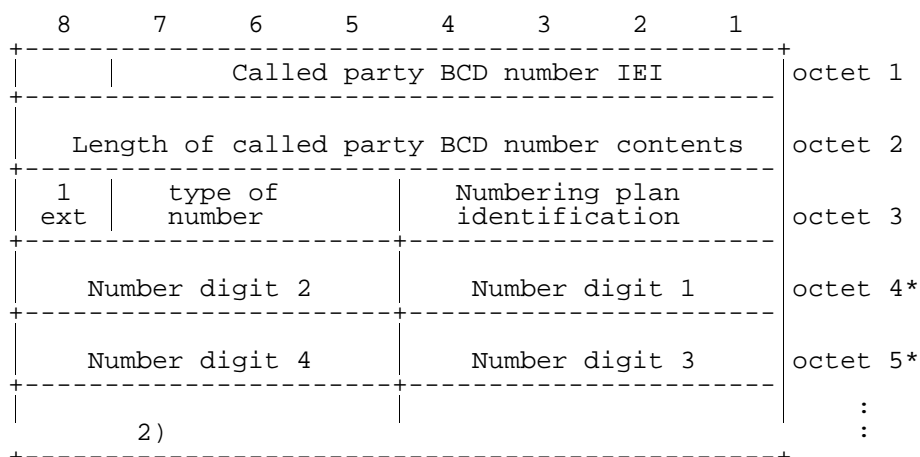 8 7 6 5 4 3 2 1
Called party BCD number IEI octet 1
Length of called party BCD number contents octet 2
1 type of Numbering plan
ext number identification octet 3
Number digit 2 Number digit 1 octet 4*
Number digit 4 Number digit 3 octet 5*
:
2) :